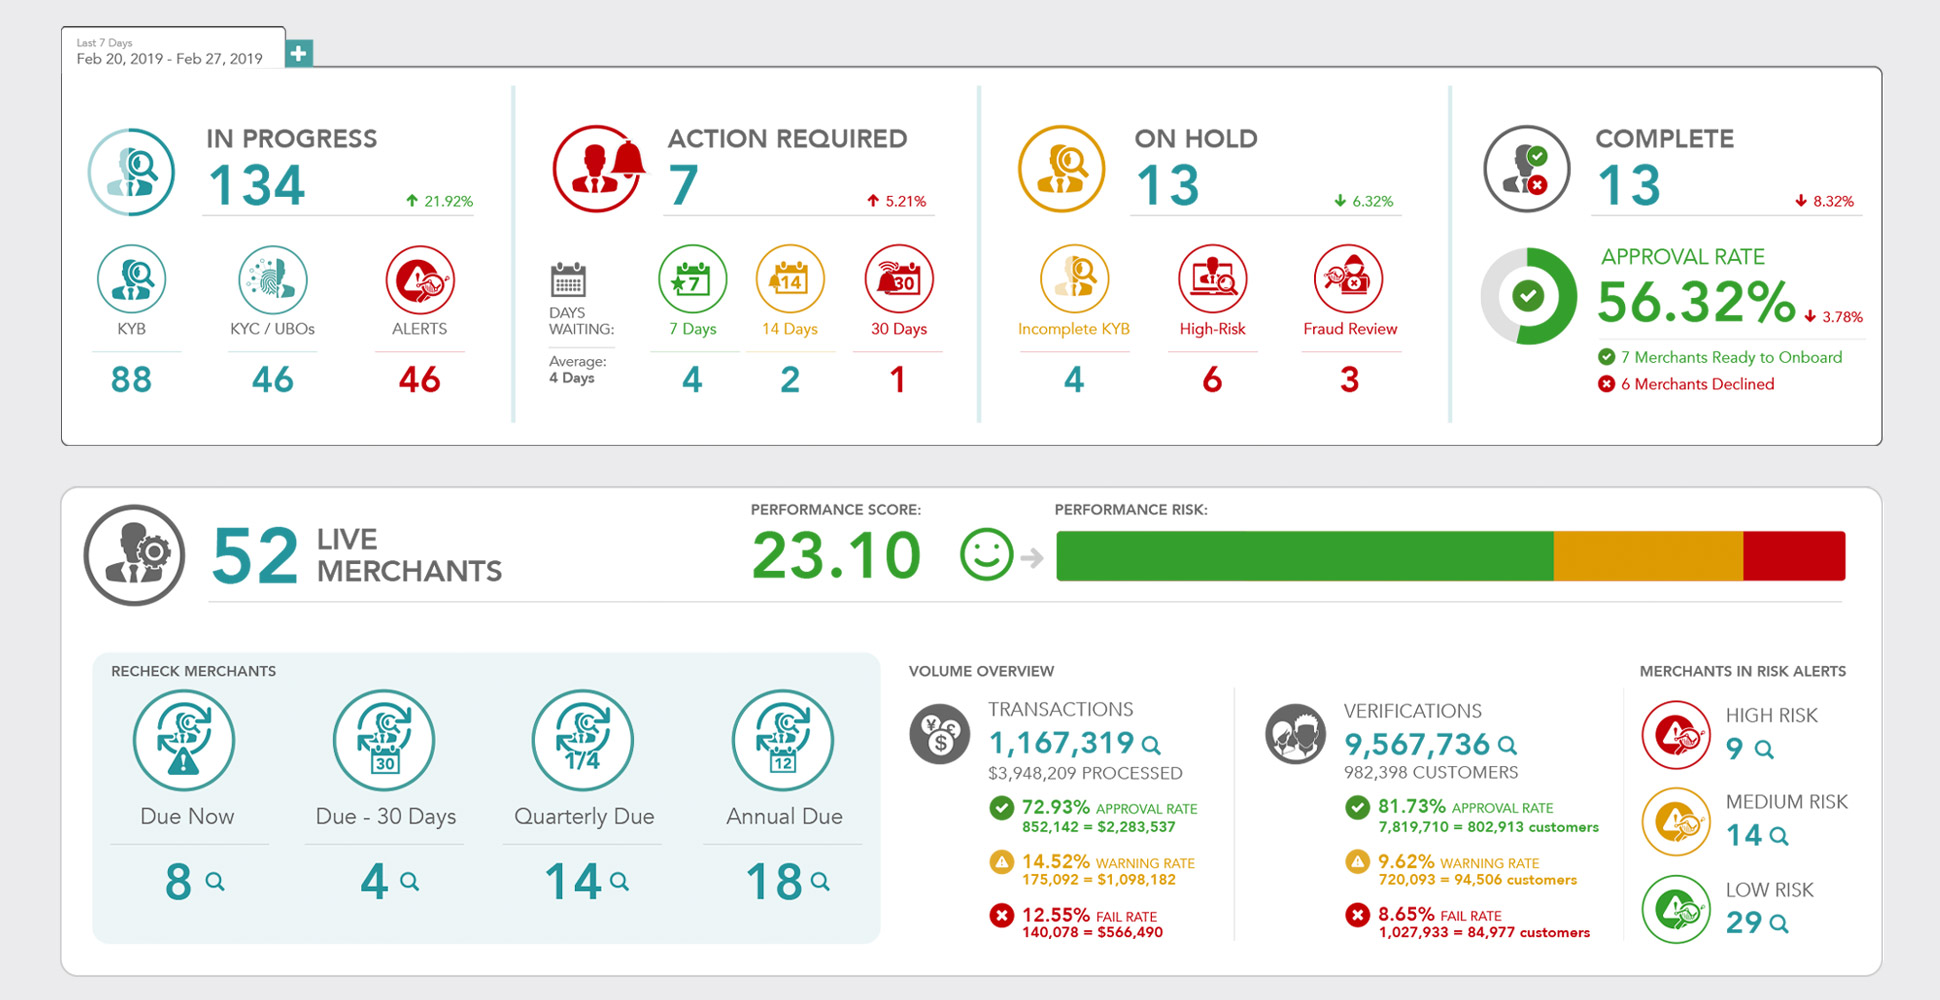 Last 7 Days
Feb 20, 2019 - Feb 27, 2019
IN PROGRESS
134
21.92%
KYB
KYC / UBOs
ALERTS
88
46
46
ACTION REQUIRED
7
5.21%
DAYS
WAITING:
Average:
4 Days
7
14
30
7 Days
14 Days
30 Days
4
2
1
ON HOLD
13
6.32%
Incomplete KYB
High-Risk
Fraud Review
4
6
3
COMPLETE
13
8.32%
APPROVAL RATE
56.32%
3.78%
7 Merchants Ready to Onboard
6 Merchants Declined
52
LIVE
MERCHANTS
PERFORMANCE SCORE:
23.10
PERFORMANCE RISK:
RECHECK MERCHANTS
30
1/4
12
Due Now
Due - 30 Days
Quarterly Due
Annual Due
8
4
14
18
VOLUME OVERVIEW
¥ £ $
TRANSACTIONS
1,167,319
$3,948,209 PROCESSED
72.93% APPROVAL RATE
852,142 = $2,283,537
14.52% WARNING RATE
175,092 = $1,098,182
12.55% FAIL RATE
140,078 = $566,490
VERIFICATIONS
9,567,736
982,398 CUSTOMERS
81.73% APPROVAL RATE
7,819,710 = 802,913 customers
9.62% WARNING RATE
720,093 = 94,506 customers
8.65% FAIL RATE
1,027,933 = 84,977 customers
MERCHANTS IN RISK ALERTS
HIGH RISK
9
MEDIUM RISK
14
LOW RISK
29